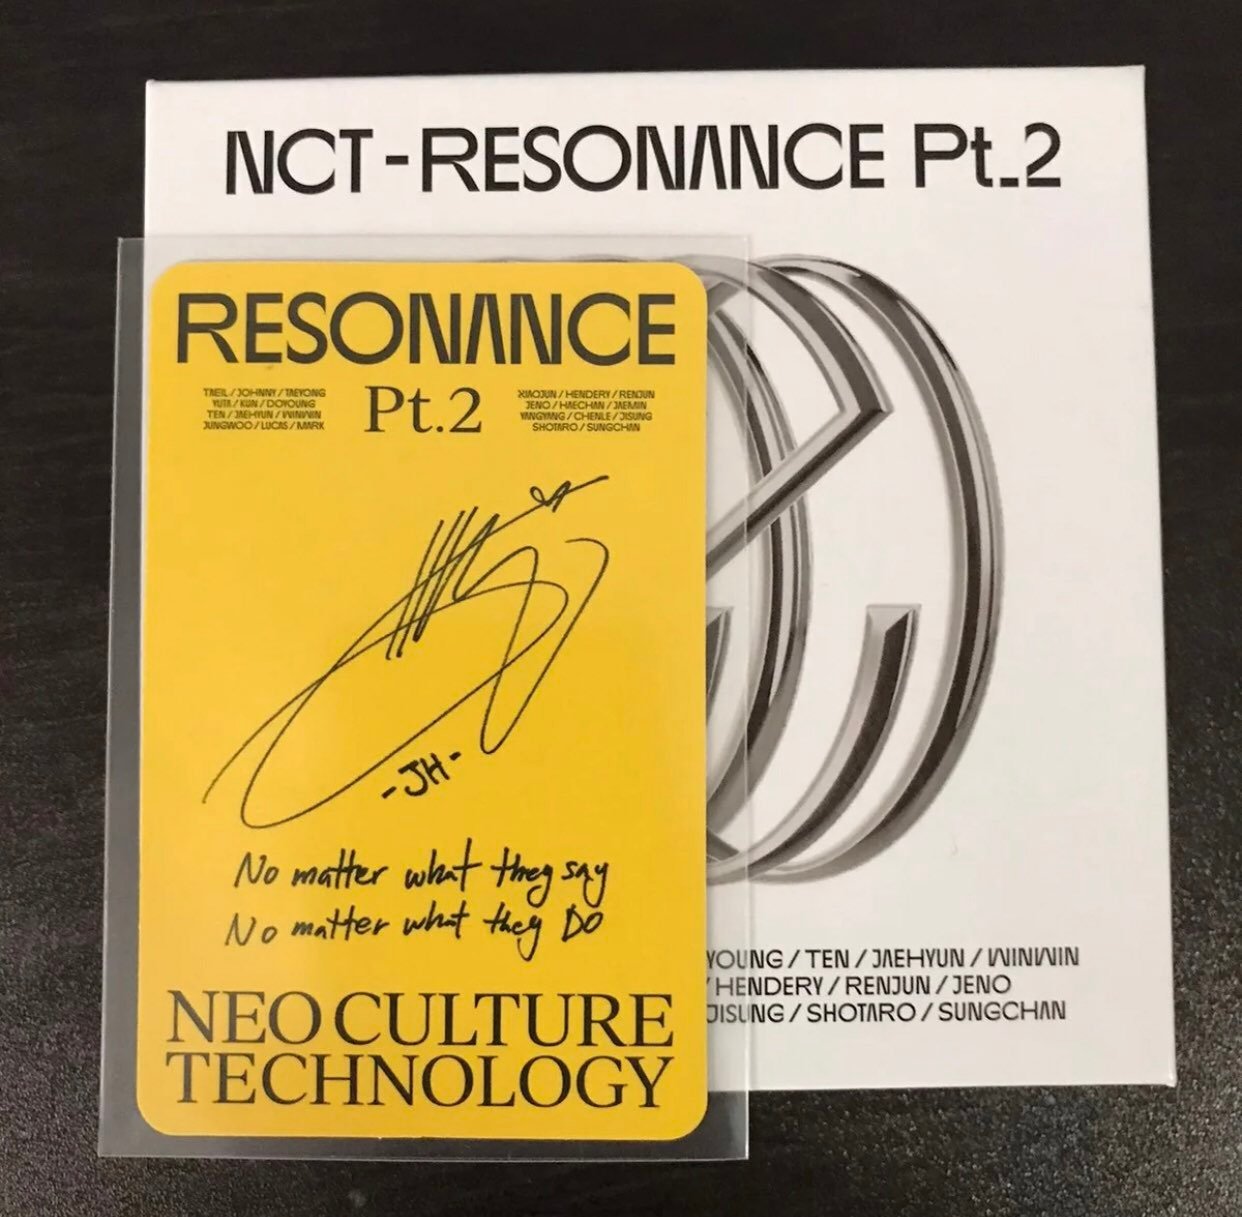 NCT - RESONANCE Pt.2
RESONANCE
TAEIL / JOHNNY / TAEYONG
YUTA / KUN / DOYOUNG
TEN / JAEHYUN / WINWIN
JUNGWOO / LUCAS / MARK
Pt.2
XIAOJUN / HENDERY / RENJUN
JENO / HAECHAN / JAEMIN
YANGYANG / CHENLE / JISUNG
SHOTARO / SUNGCHAN
-JH-
No matter what they say
No matter what they DO
NEO CULTURE
TECHNOLOGY
YOUNG / TEN / JAEHYUN / WINWIN
/ HENDERY / RENJUN / JENO
JISUNG / SHOTARO / SUNGCHAN